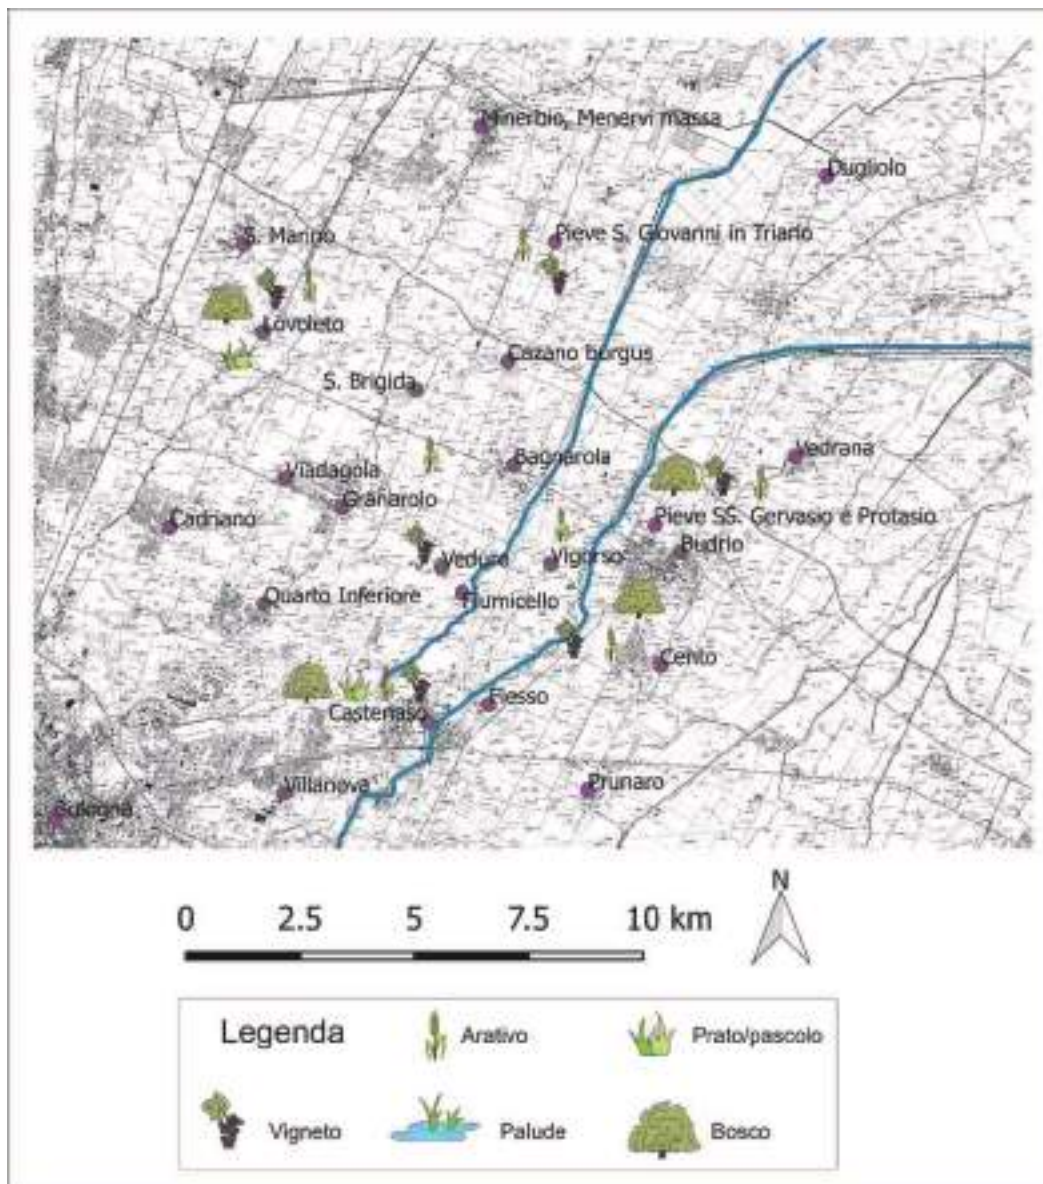 Minerbio, Menervi massa
Dugliolo
S. Marino
Pieve S. Giovanni in Triario
Lovoleto
Cazano burgus
S. Brigida
Bagnarola
Vedrana
Viadagola
Granarolo
Cadriano
Pieve SS. Gervasio e Protasio
Budrio
Veduro
Vigorso
Quarto Inferiore
Fiumicello
Cento
Fiesso
Castenaso
Villanova
Prunaro
Bologna
N
0 2.5 5 7.5 10 km
Legenda
Arativo
Prato/pascolo
Vigneto
Palude
Bosco